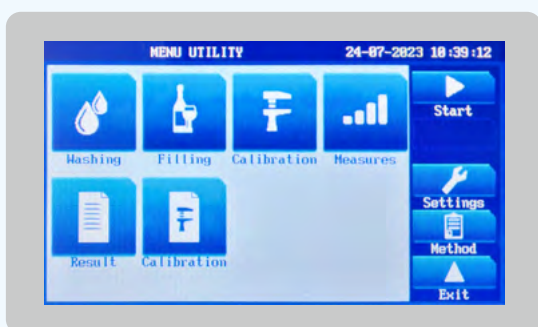 MENU UTILITY 24-07-2023 10:39:12
Washing Filling Calibration Measures
Start
Result Calibration
Settings
Method
Exit